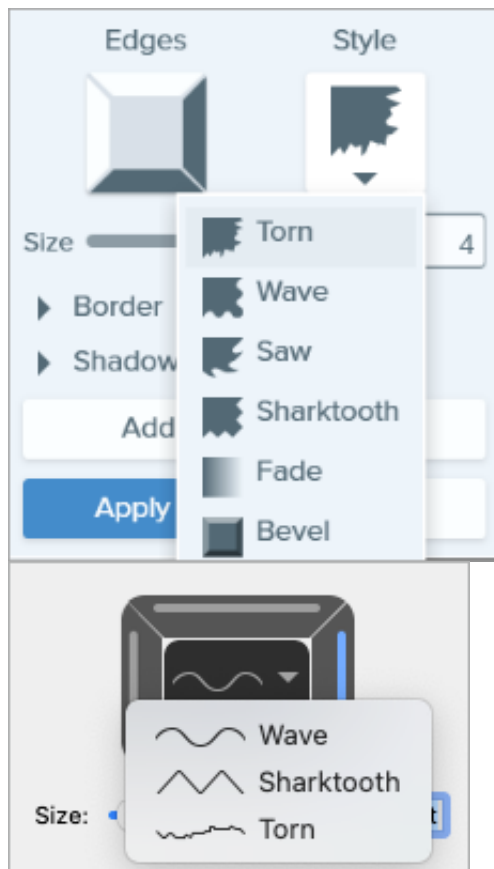 Edges Style
Torn
Size 4
Wave
Border
Saw
Shadow
Sharktooth
Add
Fade
Apply
Bevel
Wave
Sharktooth
Size: t
Torn